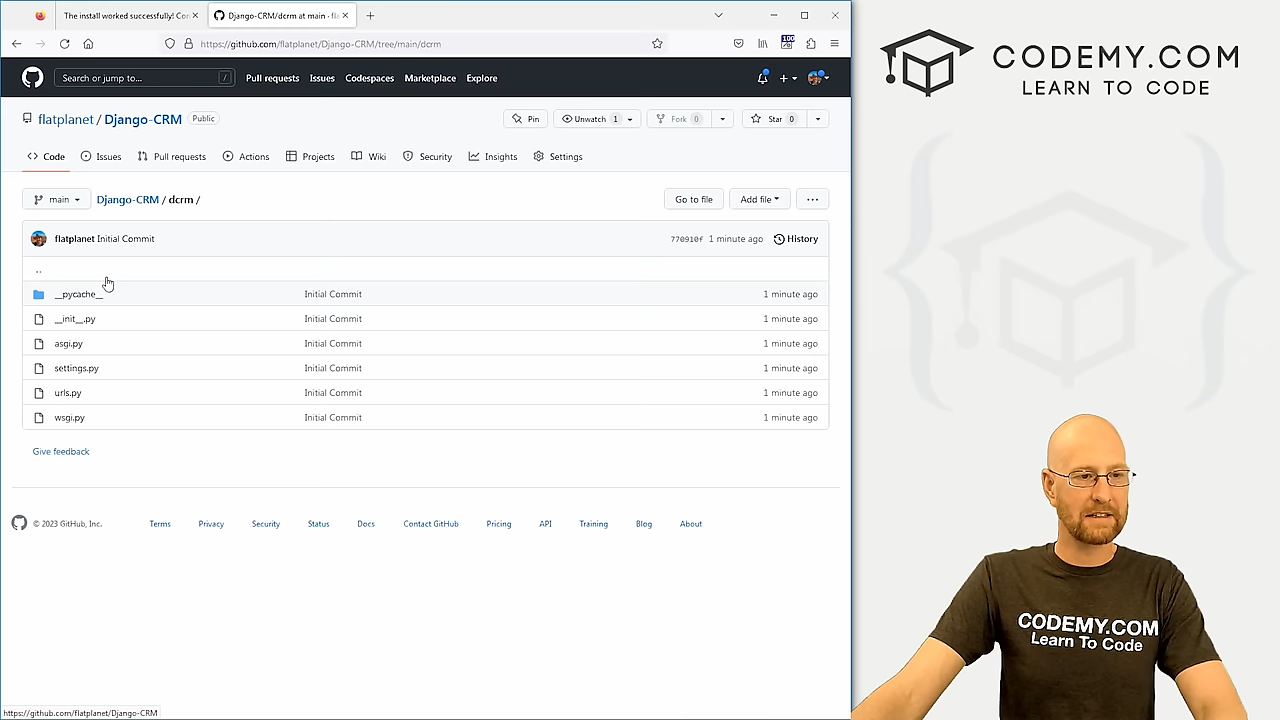 The install worked successfully! Con
Django-CRM/dcrm at main · fla
https://github.com/flatplanet/Django-CRM/tree/main/dcrm
100
Search or jump to...
/
Pull requests
Issues
Codespaces
Marketplace
Explore
flatplanet / Django-CRM
Public
Pin
Unwatch 1
Fork 0
Star 0
Code
Issues
Pull requests
Actions
Projects
Wiki
Security
Insights
Settings
main
Django-CRM / dcrm /
Go to file
Add file
...
flatplanet Initial Commit
770910f 1 minute ago
History
..
__pycache__ Initial Commit 1 minute ago
__init__.py Initial Commit 1 minute ago
asgi.py Initial Commit 1 minute ago
settings.py Initial Commit 1 minute ago
urls.py Initial Commit 1 minute ago
wsgi.py Initial Commit 1 minute ago
Give feedback
© 2023 GitHub, Inc.
Terms
Privacy
Security
Status
Docs
Contact GitHub
Pricing
API
Training
Blog
About
https://github.com/flatplanet/Django-CRM
CODEMY.COM
LEARN TO CODE
CODEMY.COM
Learn To Code